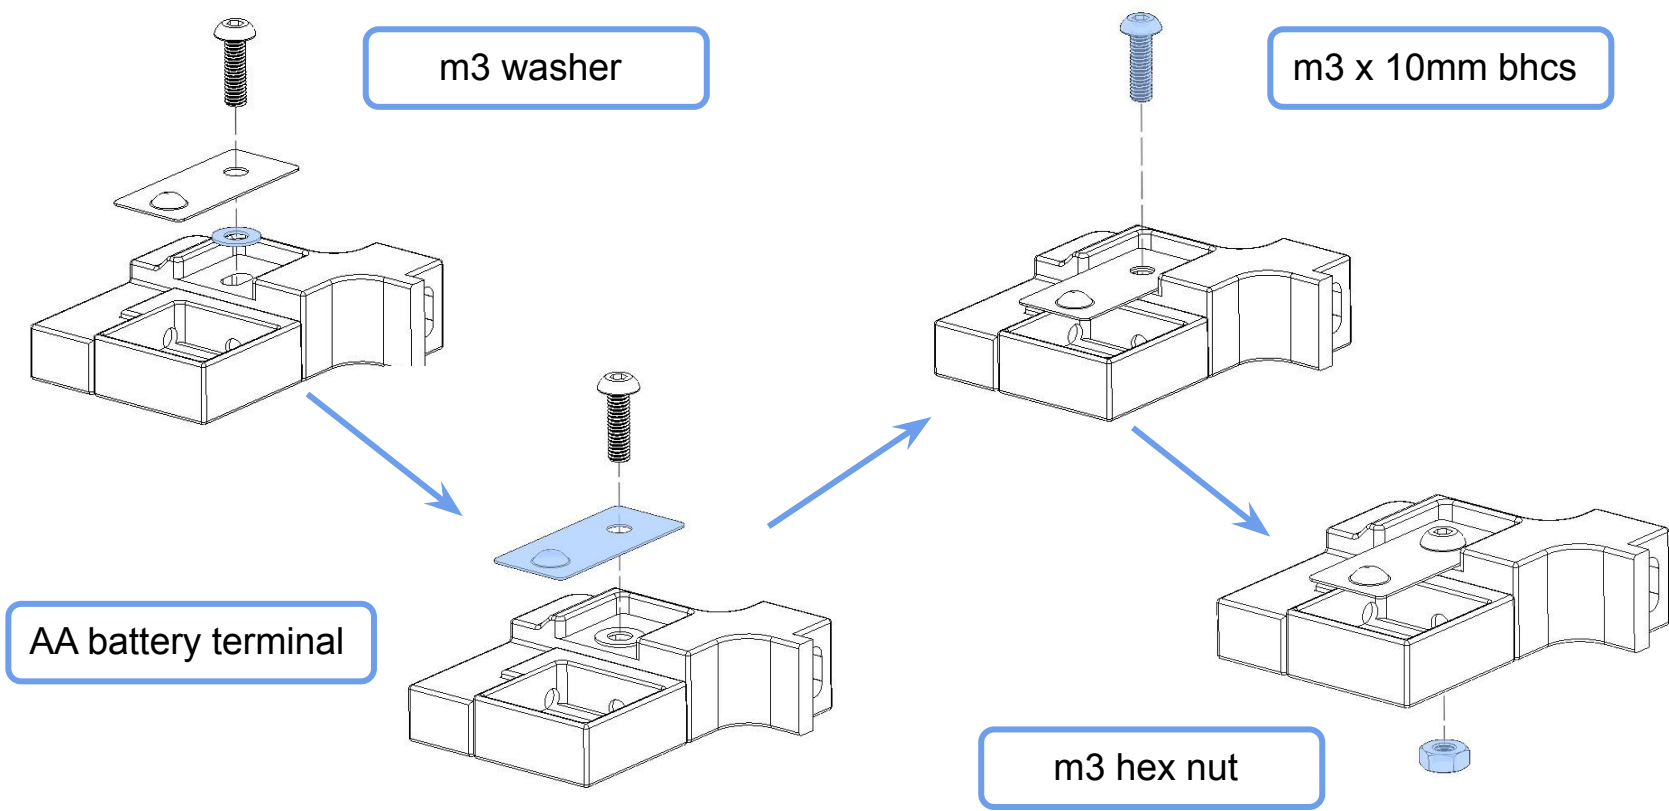 m3 washer
m3 x 10mm bhcs
AA battery terminal
m3 hex nut